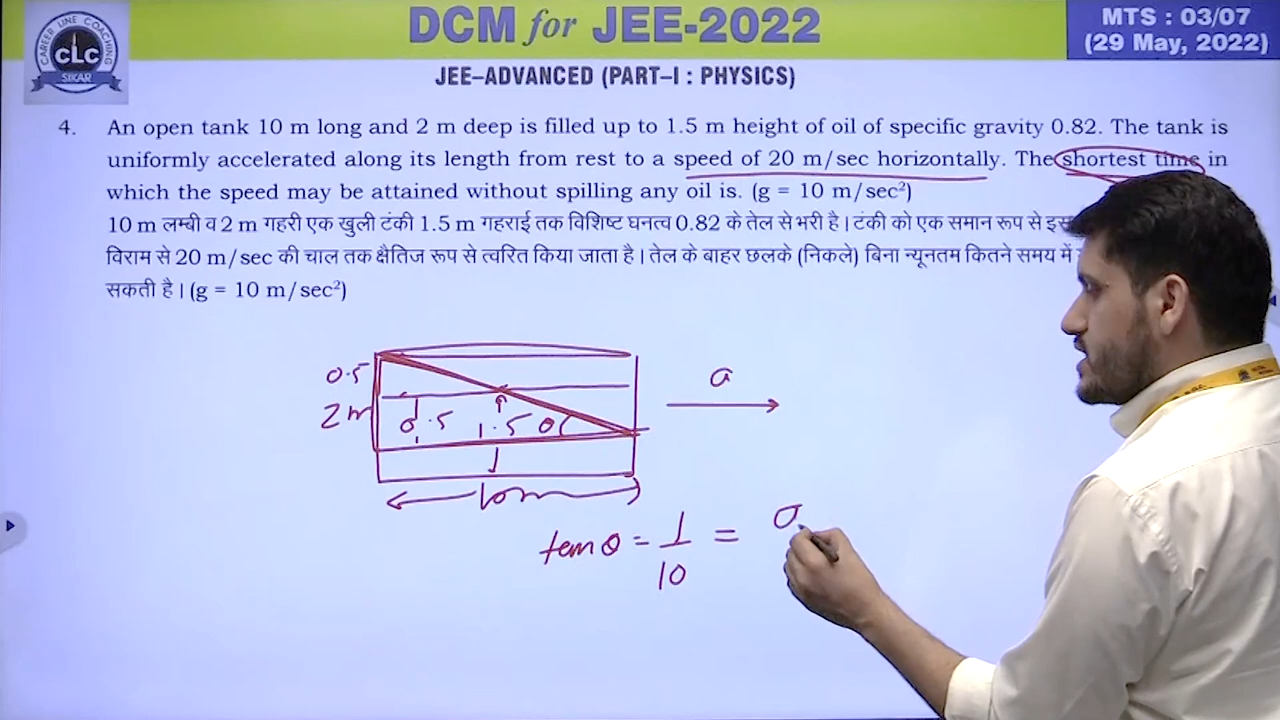 CAREER LINE COACHING
CLC
SIKAR
DCM for JEE-2022
MTS : 03/07
(29 May, 2022)
JEE–ADVANCED (PART–I : PHYSICS)
4. An open tank 10 m long and 2 m deep is filled up to 1.5 m height of oil of specific gravity 0.82. The tank is
uniformly accelerated along its length from rest to a speed of 20 m/sec horizontally. The shortest time in
which the speed may be attained without spilling any oil is. (g = 10 m/sec²)
10 m लम्बी व 2 m गहरी एक खुली टंकी 1.5 m गहराई तक विशिष्ट घनत्व 0.82 के तेल से भरी है। टंकी को एक समान रूप से इस
विराम से 20 m/sec की चाल तक क्षैतिज रूप से त्वरित किया जाता है। तेल के बाहर छलके (निकले) बिना न्यूनतम कितने समय में
सकती है। (g = 10 m/sec²)
0.5
a
2m
0.5 1.5 θ
10m
tanθ = 1/10 =